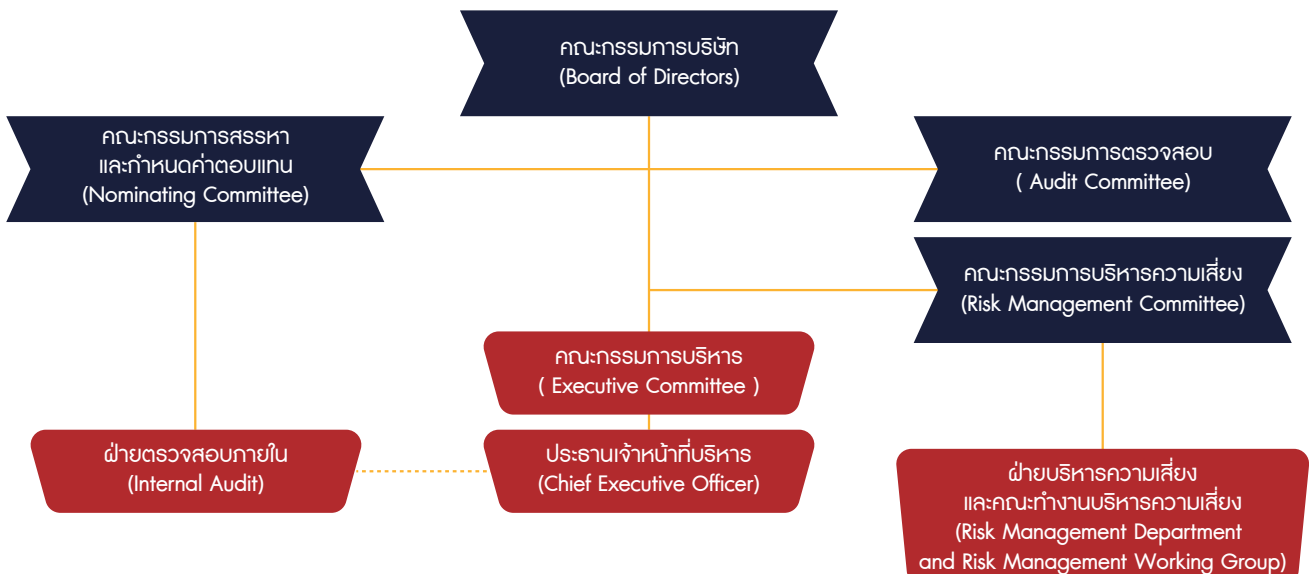 คณะกรรมการบริษัท
(Board of Directors)
คณะกรรมการสรรหา
และกำหนดค่าตอบแทน
(Nominating Committee)
คณะกรรมการตรวจสอบ
( Audit Committee)
คณะกรรมการบริหารความเสี่ยง
(Risk Management Committee)
คณะกรรมการบริหาร
( Executive Committee )
ฝ่ายตรวจสอบภายใน
(Internal Audit)
ประธานเจ้าหน้าที่บริหาร
(Chief Executive Officer)
ฝ่ายบริหารความเสี่ยง
และคณะทำงานบริหารความเสี่ยง
(Risk Management Department
and Risk Management Working Group)